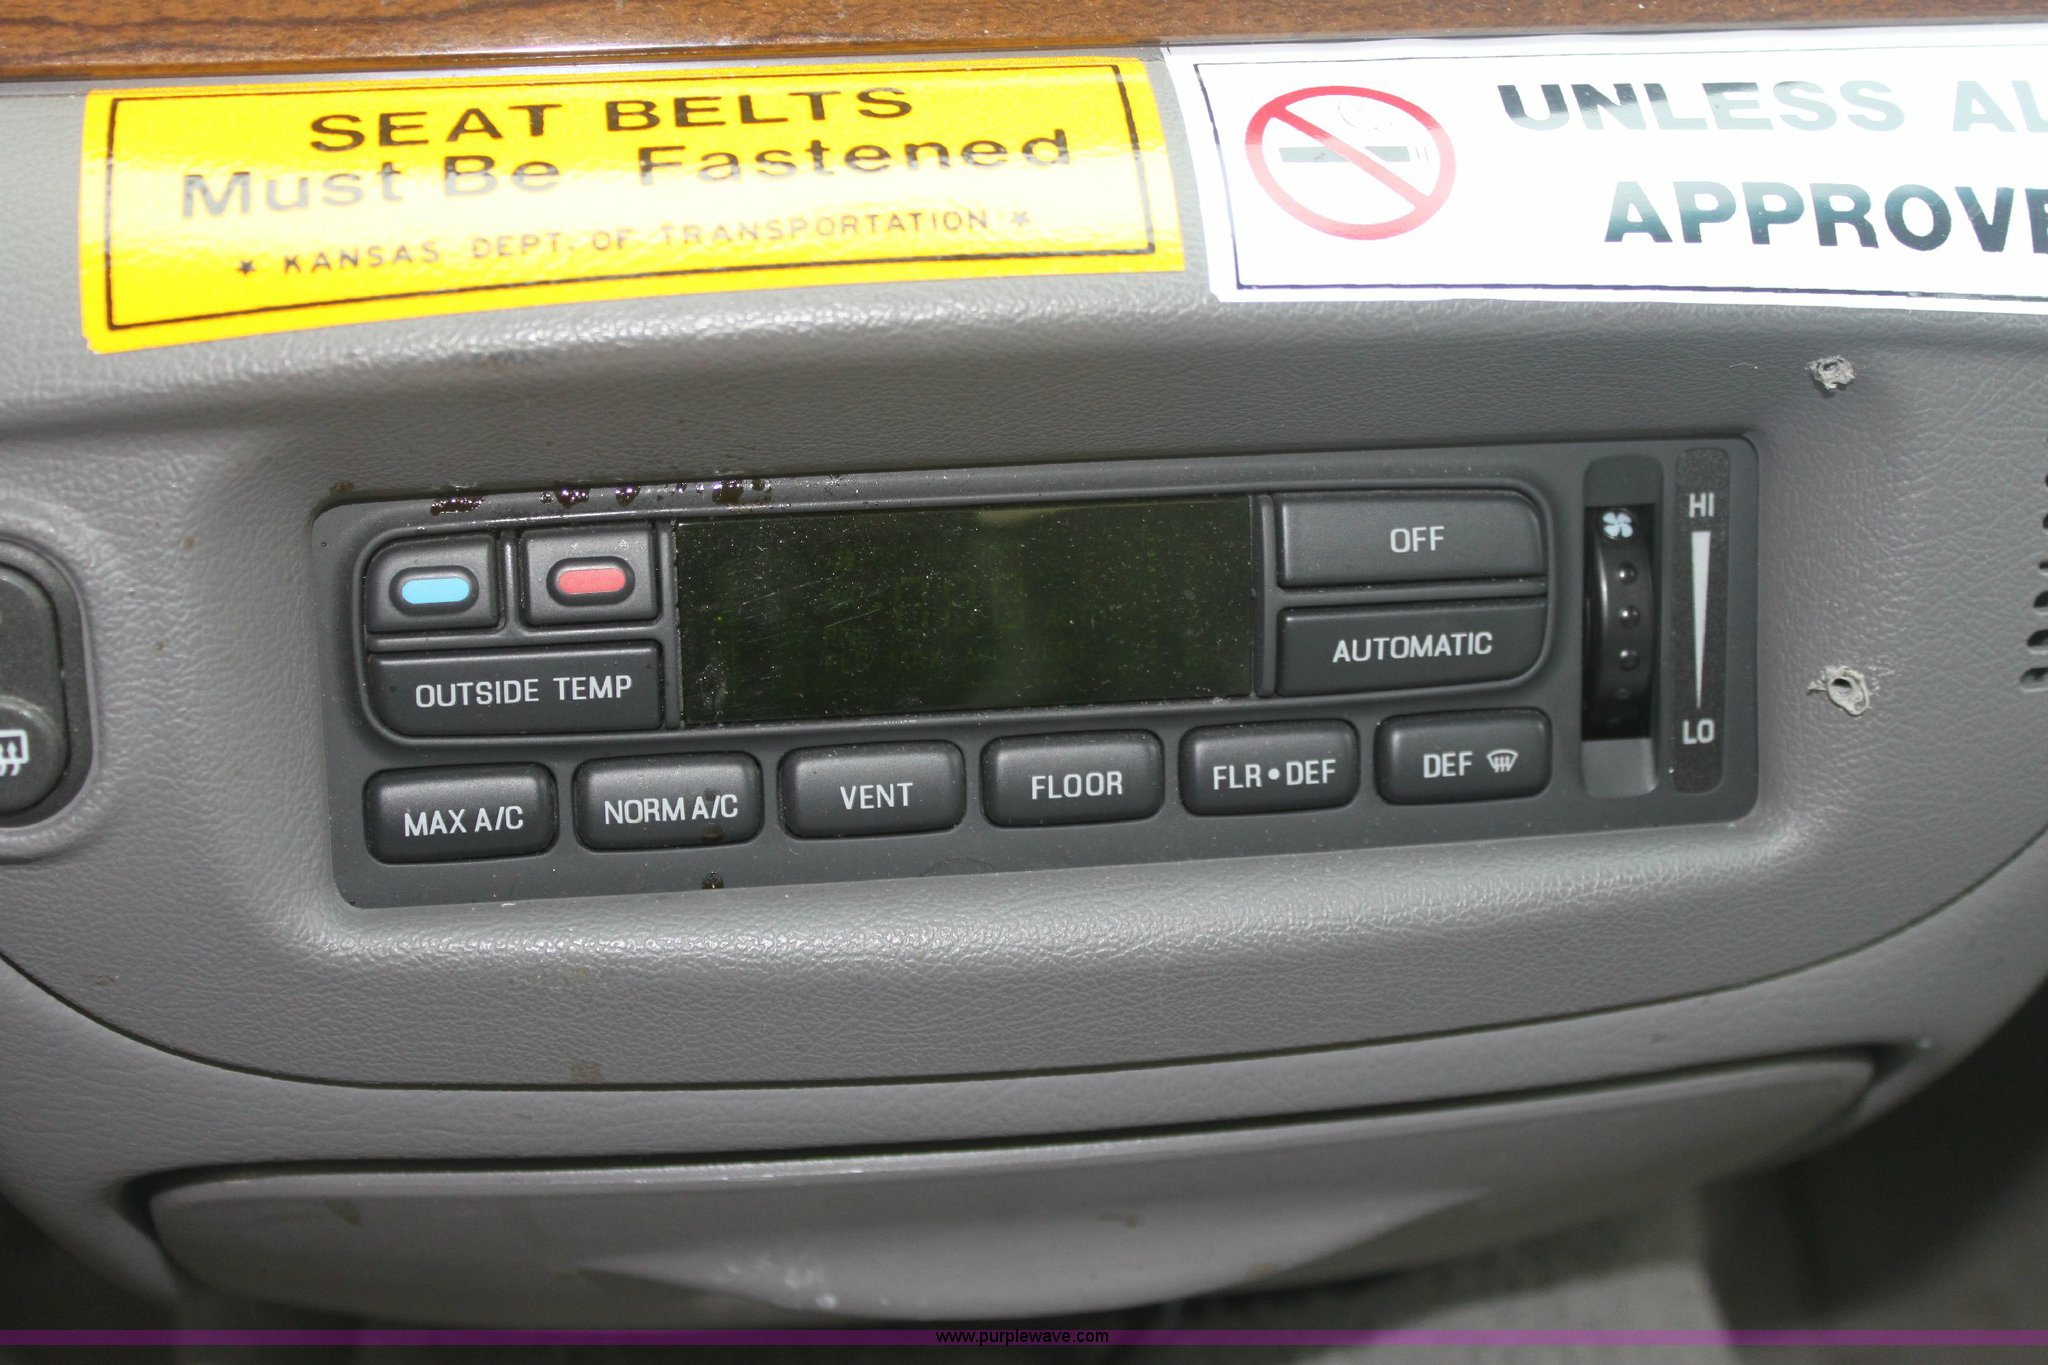 SEAT BELTS
Must Be Fastened
★ KANSAS DEPT. OF TRANSPORTATION ★
UNLESS AL
APPROVE
OFF
HI
AUTOMATIC
OUTSIDE TEMP
LO
MAX A/C
NORM A/C
VENT
FLOOR
FLR•DEF
DEF
www.purplewave.com